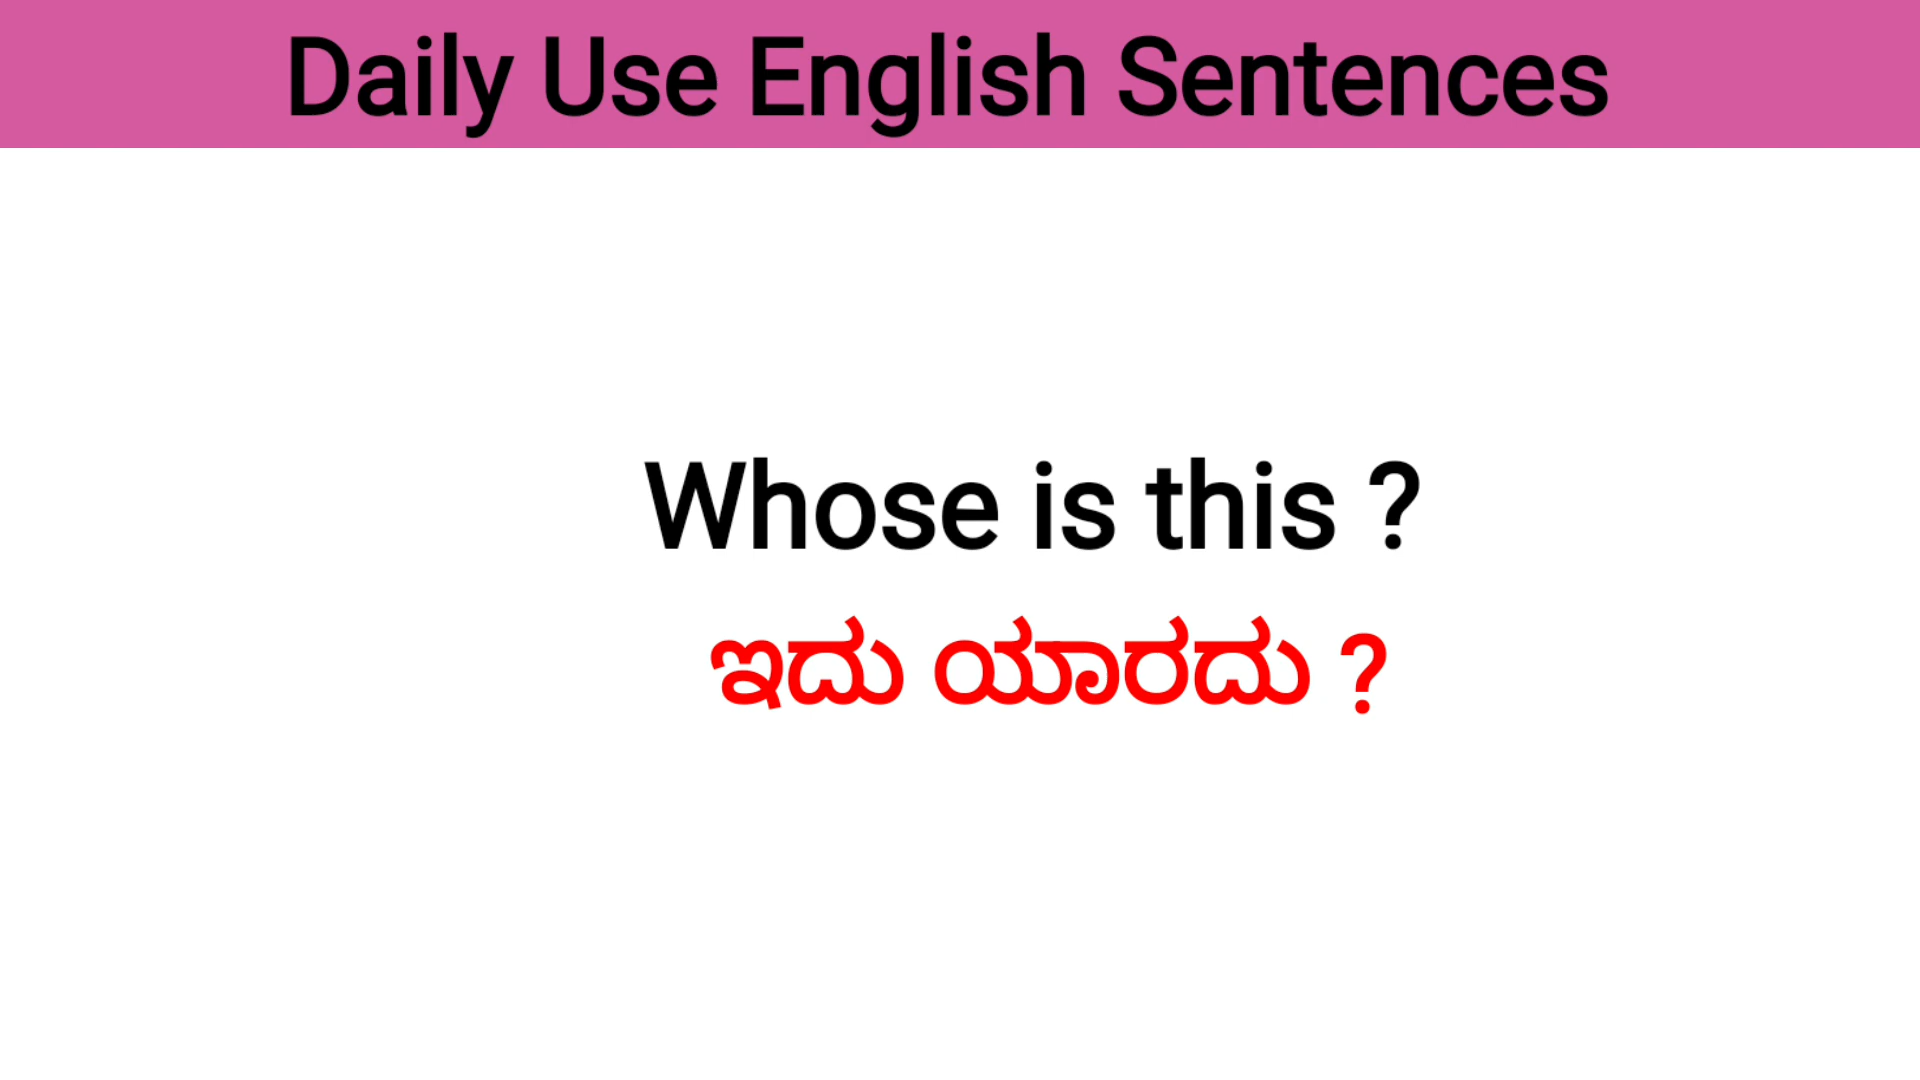 Daily Use English Sentences
Whose is this ?
ಇದು ಯಾರದು ?